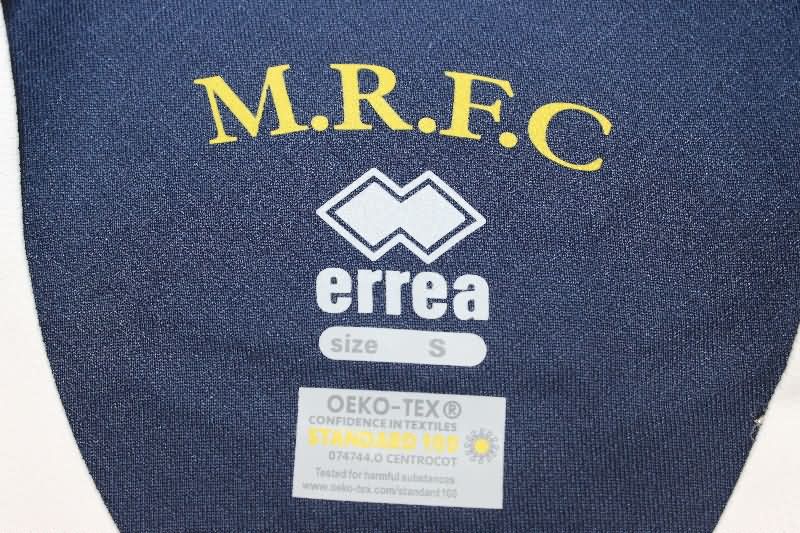 M.R.F.C
errea
size S
OEKO-TEX®
CONFIDENCE IN TEXTILES
STANDARD 100
074744.O CENTROCOT
Tested for harmful substances
www.oeko-tex.com/standard100